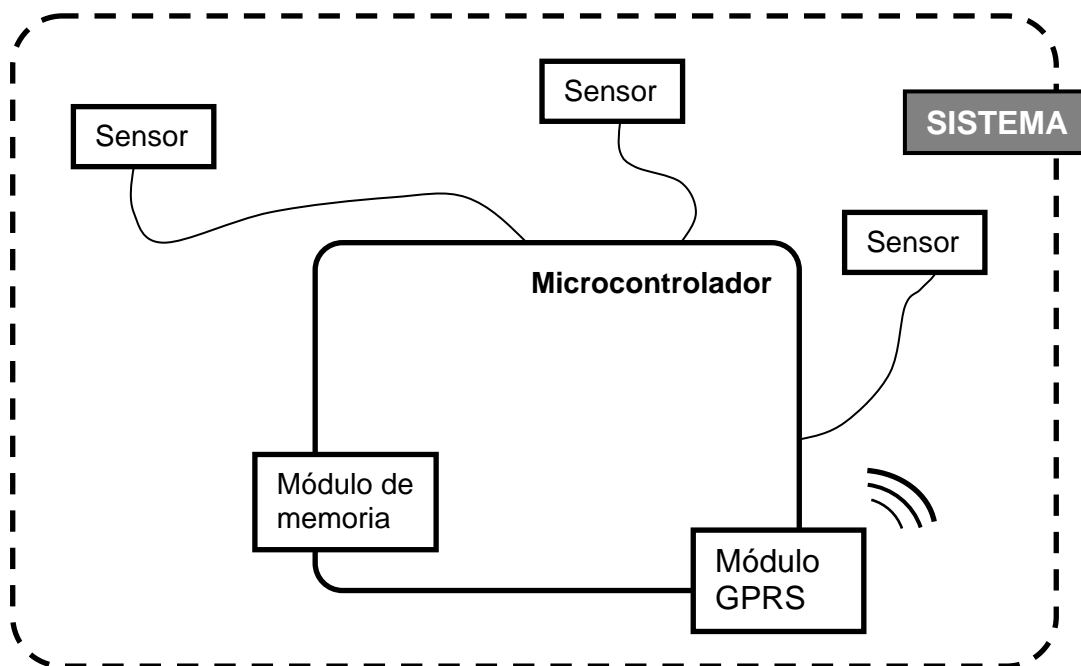 Sensor
Sensor
SISTEMA
Sensor
Microcontrolador
Módulo de
memoria
Módulo
GPRS